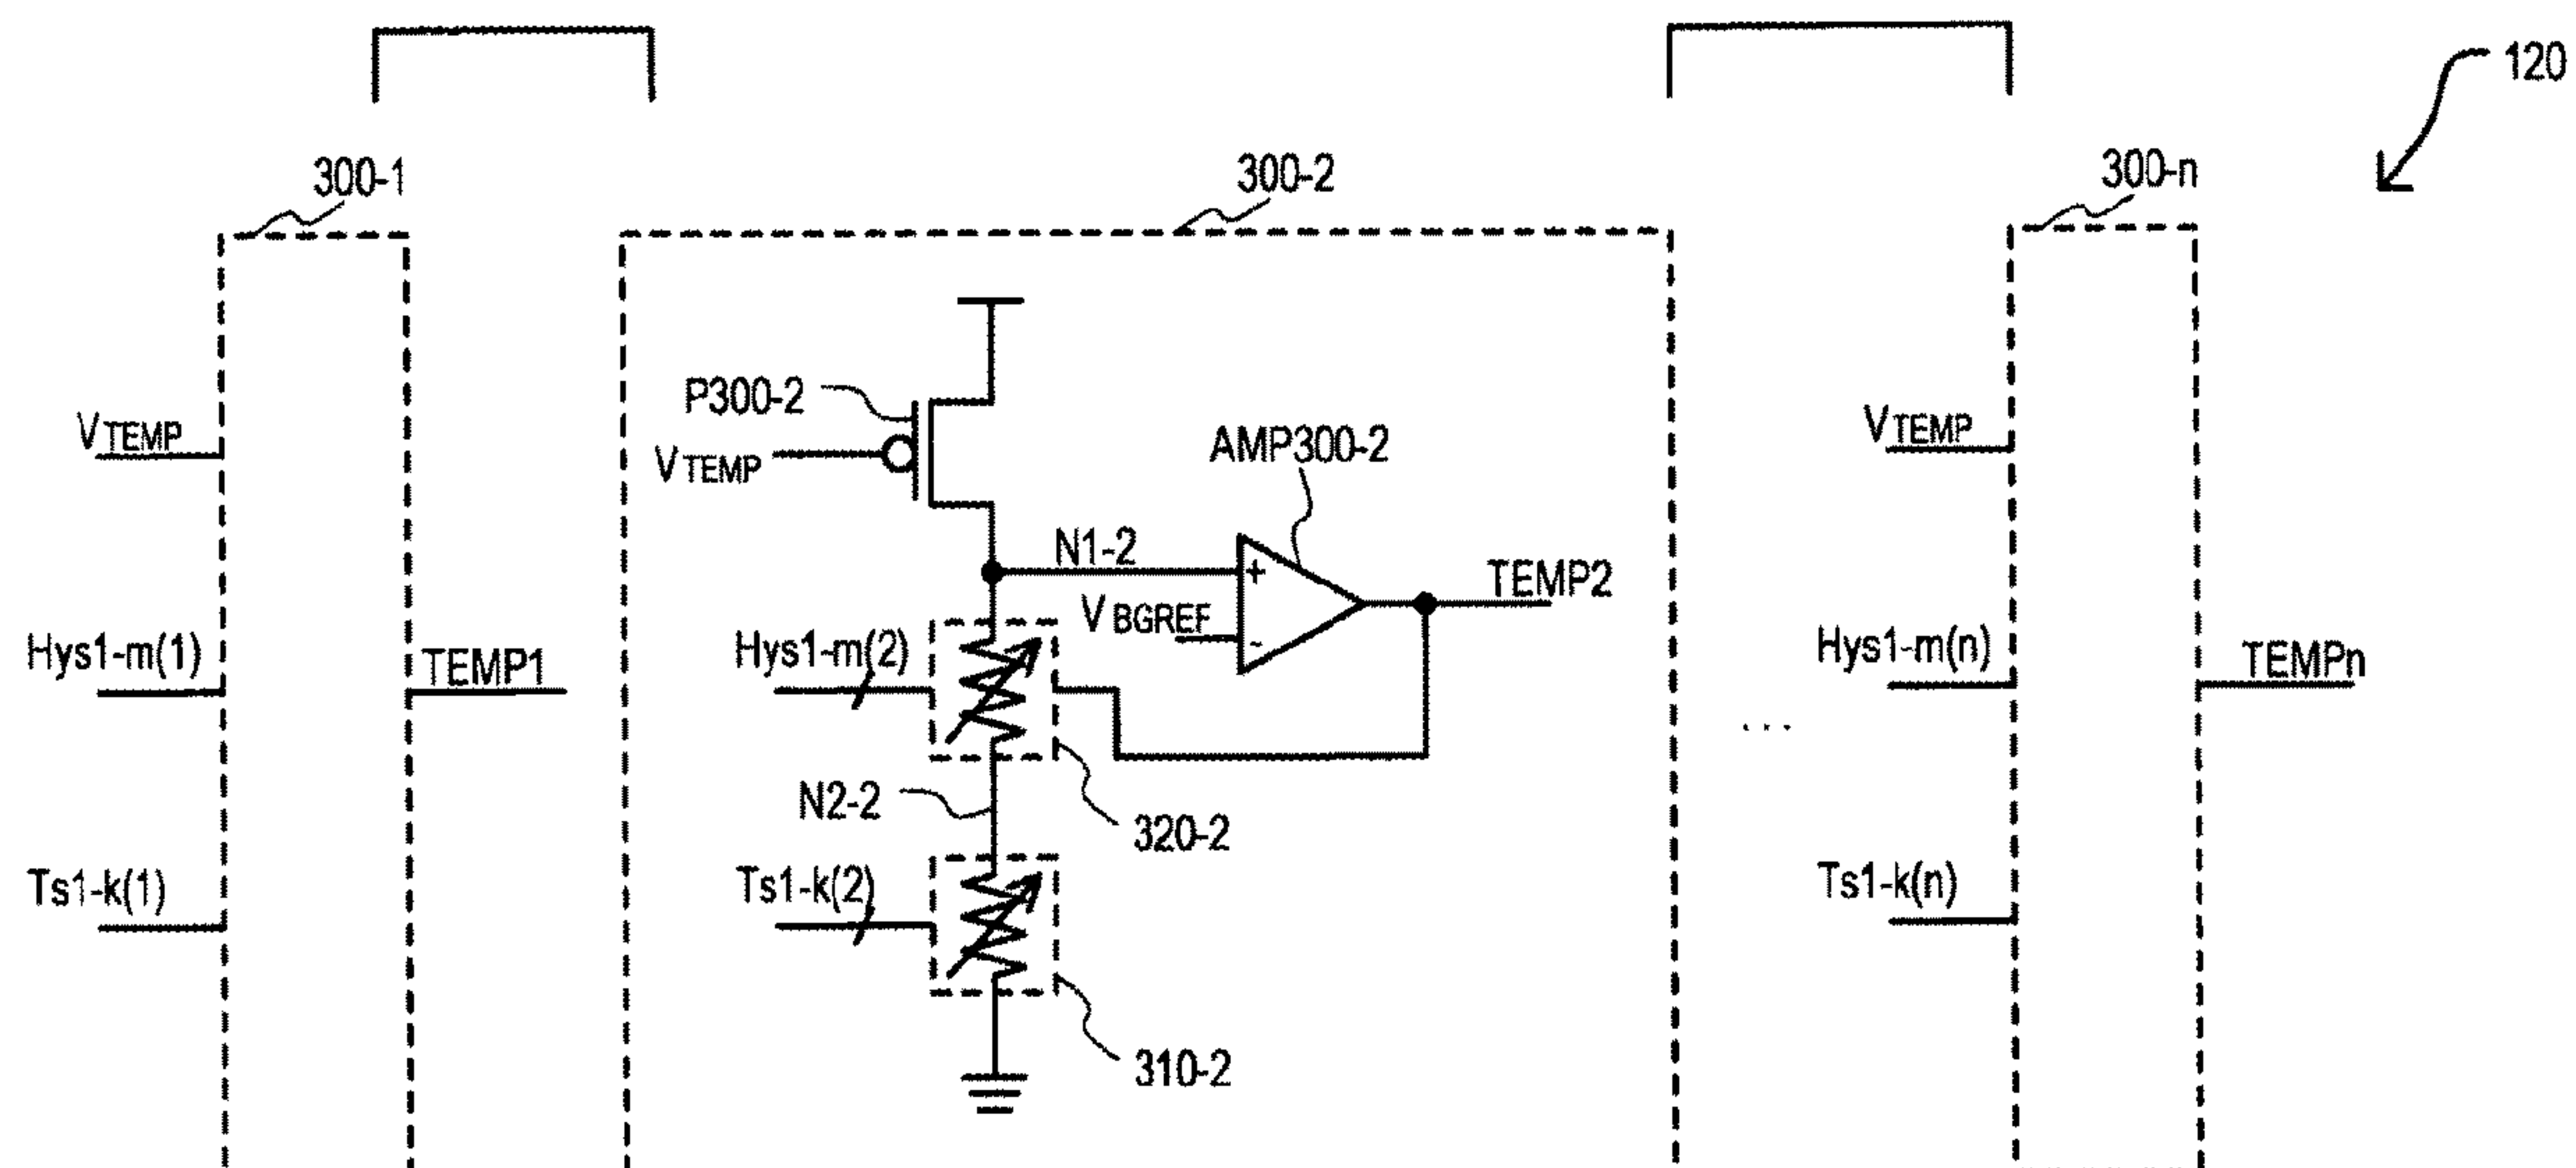 120
300-1
300-2
300-n
P300-2
VTEMP
VTEMP
VTEMP
AMP300-2
N1-2
+
VBGREF
-
TEMP2
Hys1-m(1)
TEMP1
Hys1-m(2)
...
Hys1-m(n)
TEMPn
N2-2
320-2
Ts1-k(1)
Ts1-k(2)
Ts1-k(n)
310-2